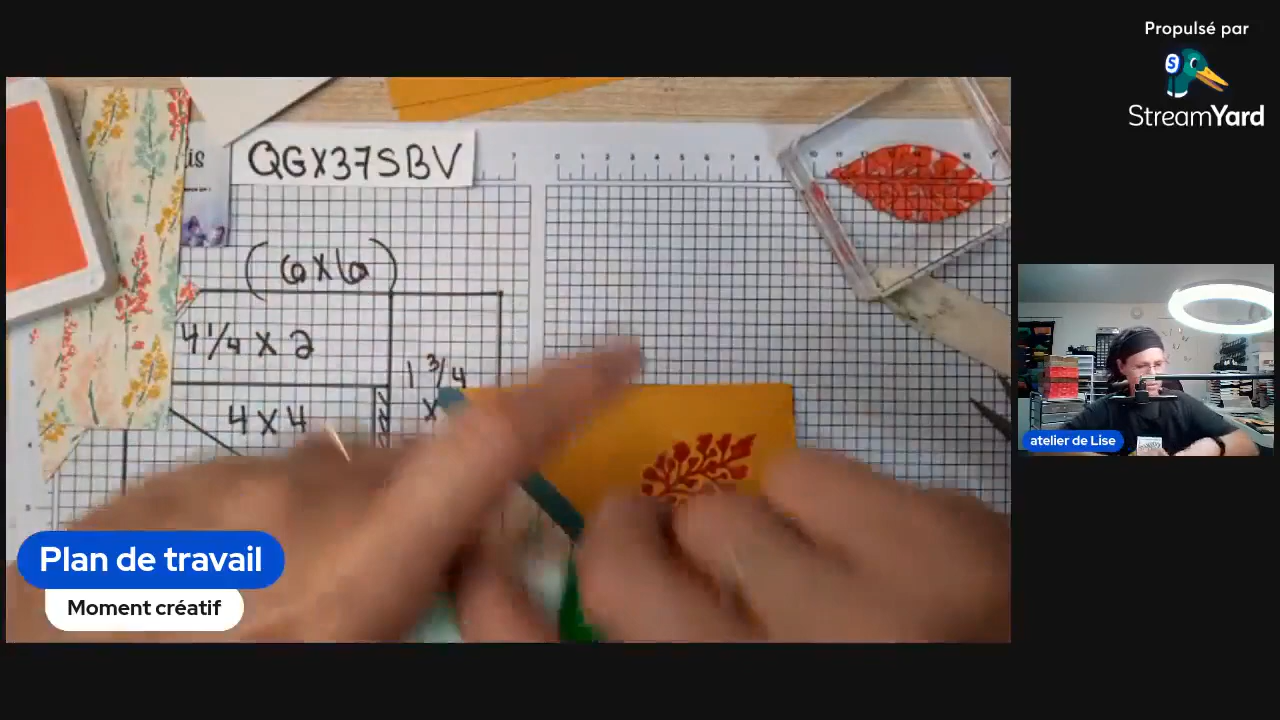 Propulsé par
StreamYard
QGX37SBV
(6x6)
4 1/4 x 2
1 3/4
x
4 x 4
atelier de Lise
Plan de travail
Moment créatif